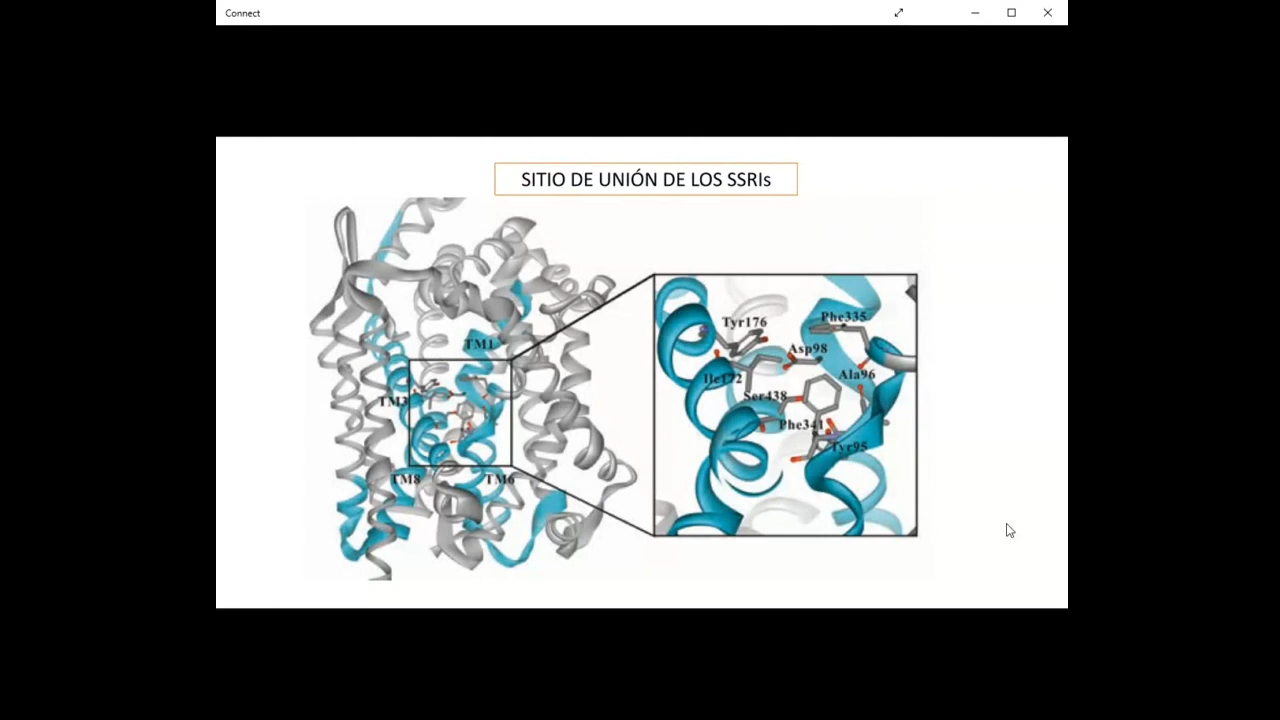 Connect
SITIO DE UNIÓN DE LOS SSRIs
TM1
TM3
TM8
TM6
Tyr176
Phe335
Asp98
Ile172
Ala96
Ser438
Phe341
Tyr95